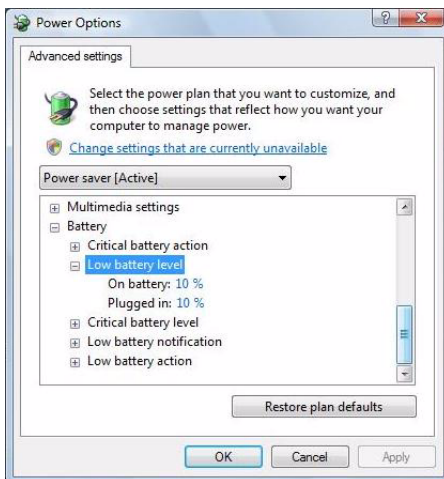 Power Options
Advanced settings
Select the power plan that you want to customize, and
then choose settings that reflect how you want your
computer to manage power.
Change settings that are currently unavailable
Power saver [Active]
Multimedia settings
Battery
Critical battery action
Low battery level
On battery: 10 %
Plugged in: 10 %
Critical battery level
Low battery notification
Low battery action
Restore plan defaults
OK
Cancel
Apply